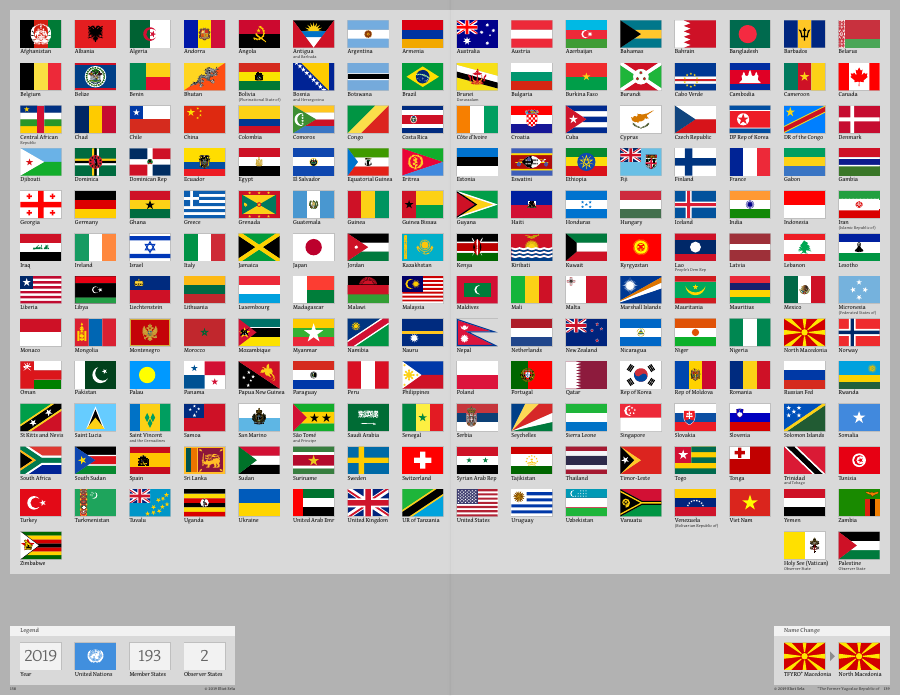 Afghanistan Albania Algeria Andorra Angola Antigua and Barbuda Argentina Armenia Australia Austria Azerbaijan Bahamas Bahrain Bangladesh Barbados Belarus
Belgium Belize Benin Bhutan Bolivia (Plurinational State of) Bosnia and Herzegovina Botswana Brazil Brunei Darussalam Bulgaria Burkina Faso Burundi Cabo Verde Cambodia Cameroon Canada
Central African Republic Chad Chile China Colombia Comoros Congo Costa Rica Côte d'Ivoire Croatia Cuba Cyprus Czech Republic DP Rep of Korea DR of the Congo Denmark
Djibouti Dominica Dominican Rep Ecuador Egypt El Salvador Equatorial Guinea Eritrea Estonia Eswatini Ethiopia Fiji Finland France Gabon Gambia
Georgia Germany Ghana Greece Grenada Guatemala Guinea Guinea Bissau Guyana Haiti Honduras Hungary Iceland India Indonesia Iran (Islamic Republic of)
Iraq Ireland Israel Italy Jamaica Japan Jordan Kazakhstan Kenya Kiribati Kuwait Kyrgyzstan Lao People's Dem Rep Latvia Lebanon Lesotho
Liberia Libya Liechtenstein Lithuania Luxembourg Madagascar Malawi Malaysia Maldives Mali Malta Marshall Islands Mauritania Mauritius Mexico Micronesia (Federated States of)
Monaco Mongolia Montenegro Morocco Mozambique Myanmar Namibia Nauru Nepal Netherlands New Zealand Nicaragua Niger Nigeria North Macedonia Norway
Oman Pakistan Palau Panama Papua New Guinea Paraguay Peru Philippines Poland Portugal Qatar Rep of Korea Rep of Moldova Romania Russian Fed Rwanda
St Kitts and Nevis Saint Lucia Saint Vincent and the Grenadines Samoa San Marino São Tomé and Príncipe Saudi Arabia Senegal Serbia Seychelles Sierra Leone Singapore Slovakia Slovenia Solomon Islands Somalia
South Africa South Sudan Spain Sri Lanka Sudan Suriname Sweden Switzerland Syrian Arab Rep Tajikistan Thailand Timor-Leste Togo Tonga Trinidad and Tobago Tunisia
Turkey Turkmenistan Tuvalu Uganda Ukraine United Arab Emr United Kingdom UR of Tanzania United States Uruguay Uzbekistan Vanuatu Venezuela (Bolivarian Republic of) Viet Nam Yemen Zambia
Zimbabwe Holy See (Vatican) Observer State Palestine Observer State
Legend
2019 193 2
Year United Nations Member States Observer States
Name Change
TFYRO* Macedonia North Macedonia